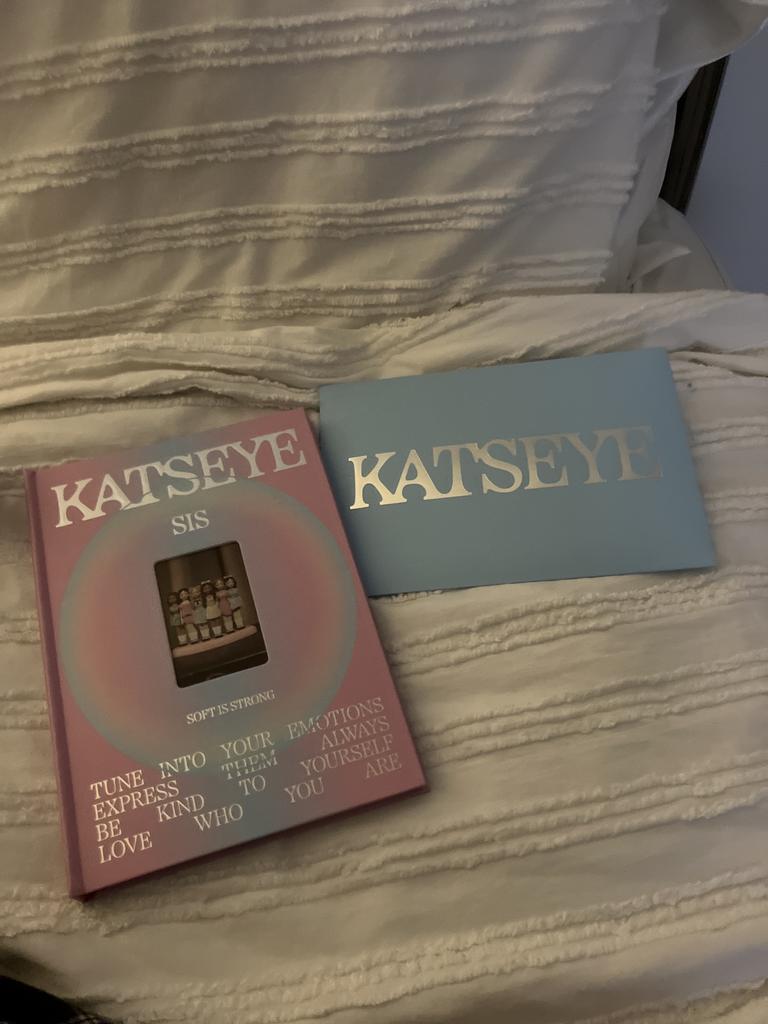 KATSEYE
SIS
SOFT IS STRONG
TUNE INTO YOUR EMOTIONS
EXPRESS THEM ALWAYS
BE KIND TO YOURSELF
LOVE WHO YOU ARE
KATSEYE